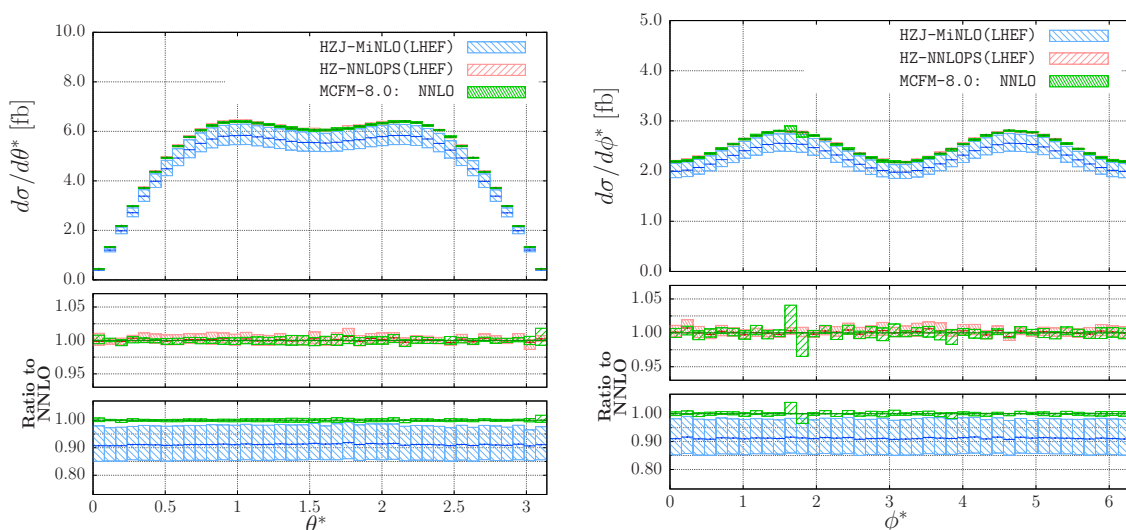 HZJ-MiNLO(LHEF)
HZ-NNLOPS(LHEF)
MCFM-8.0: NNLO
dσ/dθ* [fb]
10.0
8.0
6.0
4.0
2.0
0.0
1.05
1.00
0.95
Ratio to
NNLO
1.00
0.90
0.80
0 0.5 1 1.5 2 2.5 3
θ*
HZJ-MiNLO(LHEF)
HZ-NNLOPS(LHEF)
MCFM-8.0: NNLO
dσ/dϕ* [fb]
5.0
4.0
3.0
2.0
1.0
0.0
1.05
1.00
0.95
Ratio to
NNLO
1.00
0.90
0.80
0 1 2 3 4 5 6
ϕ*